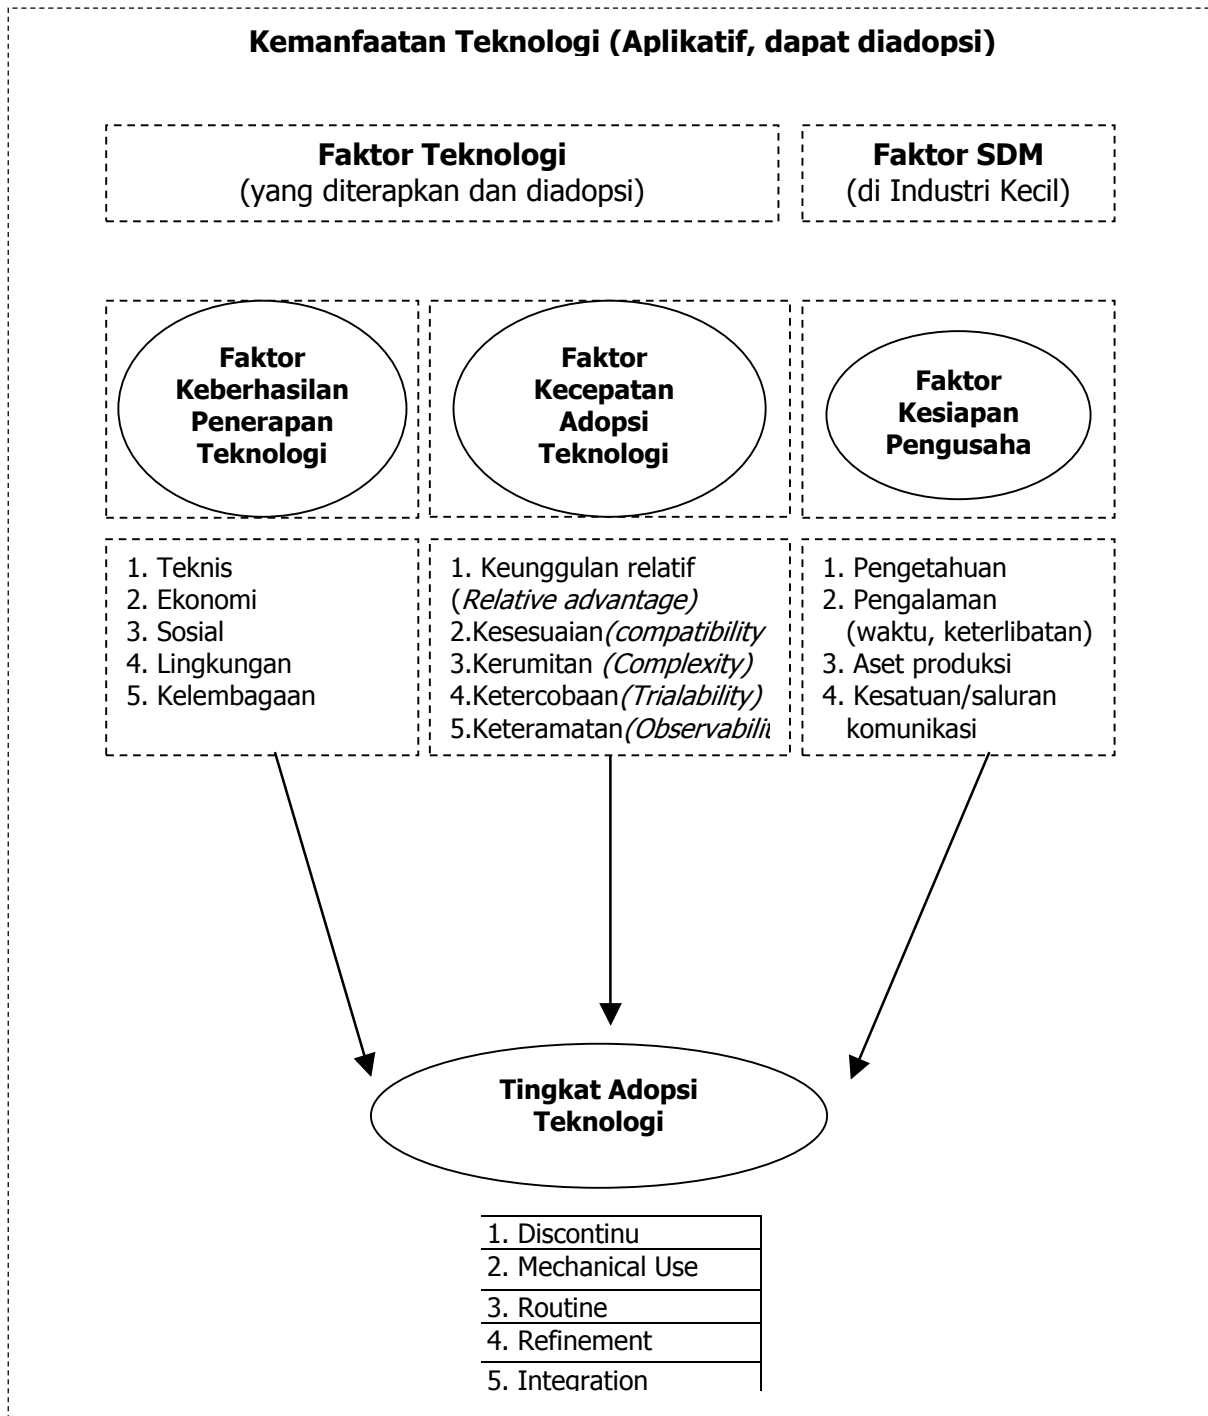 Kemanfaatan Teknologi (Aplikatif, dapat diadopsi)
Faktor Teknologi
(yang diterapkan dan diadopsi)
Faktor SDM
(di Industri Kecil)
Faktor
Keberhasilan
Penerapan
Teknologi
Faktor
Kecepatan
Adopsi
Teknologi
Faktor
Kesiapan
Pengusaha
1. Teknis
2. Ekonomi
3. Sosial
4. Lingkungan
5. Kelembagaan
1. Keunggulan relatif
(Relative advantage)
2.Kesesuaian(compatibility
3.Kerumitan (Complexity)
4.Ketercobaan(Trialability)
5.Keteramatan(Observabilit
1. Pengetahuan
2. Pengalaman
(waktu, keterlibatan)
3. Aset produksi
4. Kesatuan/saluran
komunikasi
Tingkat Adopsi
Teknologi
1. Discontinu
2. Mechanical Use
3. Routine
4. Refinement
5. Integration